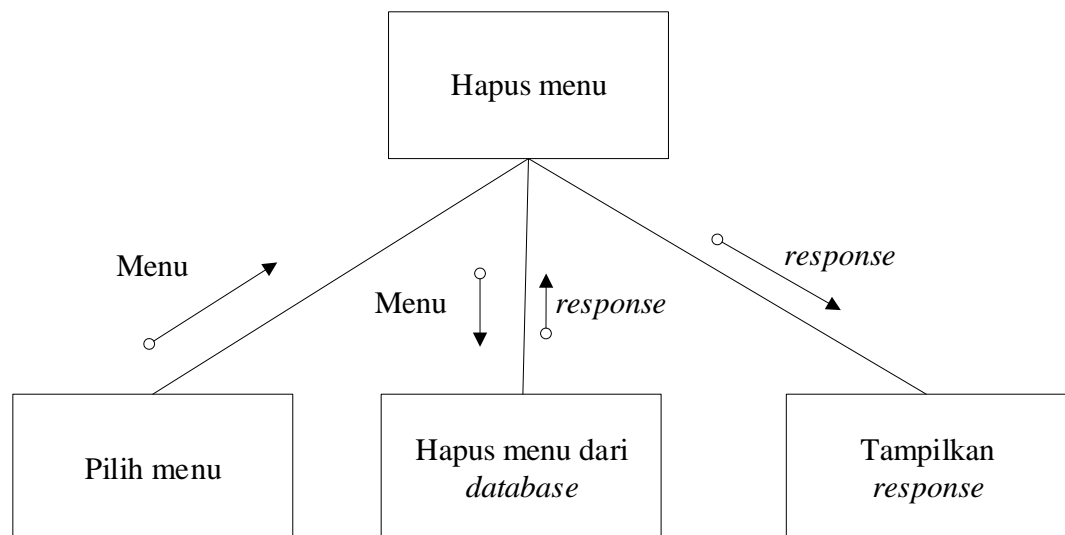 Hapus menu
Menu
response
Menu
response
Pilih menu
Hapus menu dari
database
Tampilkan
response